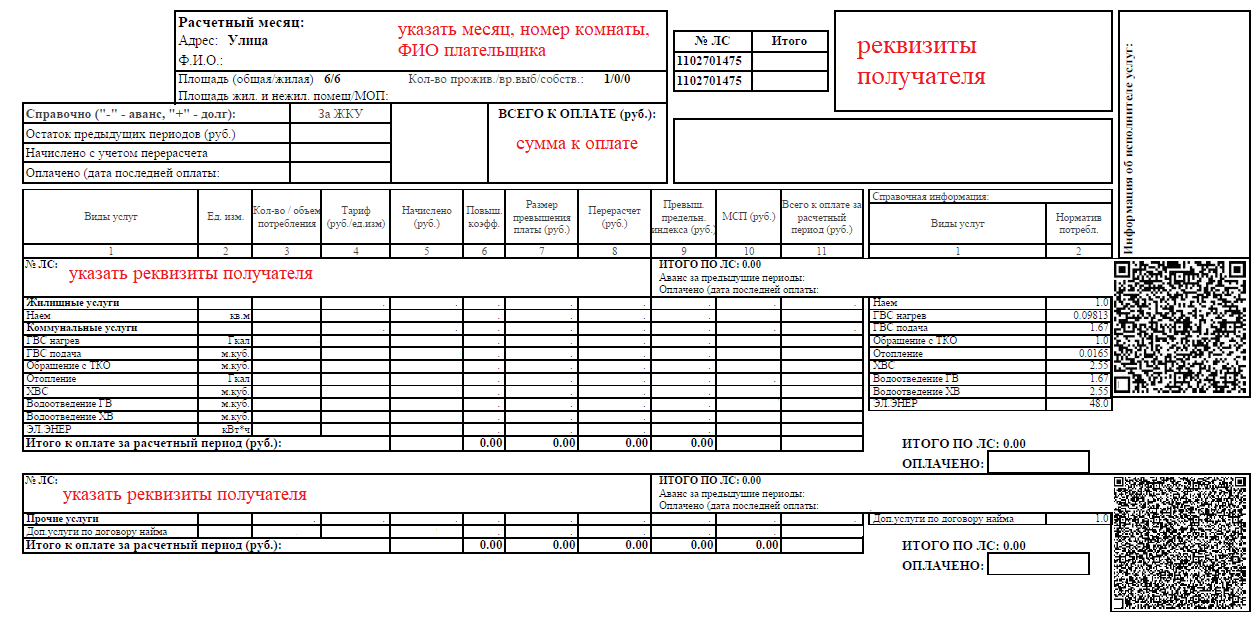 Расчетный месяц:
Адрес: Улица
Ф.И.О.:
указать месяц, номер комнаты,
ФИО плательщика
Площадь (общая/жилая) 6/6 Кол-во прожив./вр.выб/собств.: 1/0/0
Площадь жил. и нежил. помещ/МОП:
№ ЛС Итого
1102701475
1102701475
реквизиты
получателя
Информация об исполнителе услуг:
Справочно ("-" - аванс, "+" - долг): За ЖКУ
Остаток предыдущих периодов (руб.)
Начислено с учетом перерасчета
Оплачено (дата последней оплаты:
ВСЕГО К ОПЛАТЕ (руб.):
сумма к оплате
Виды услуг
Ед. изм.
Кол-во / объем
потребления
Тариф
(руб./ед.изм)
Начислено
(руб.)
Повыш.
коэфф.
Размер
превышения
платы (руб.)
Перерасчет
(руб.)
Превыш.
предельн.
индекса (руб.)
МСП (руб.)
Всего к оплате за
расчетный
период (руб.)
1 2 3 4 5 6 7 8 9 10 11
Справочная информация:
Виды услуг
Норматив
потребл.
1 2
№ ЛС:
указать реквизиты получателя
ИТОГО ПО ЛС: 0.00
Аванс за предыдущие периоды:
Оплачено (дата последней оплаты:
Жилищные услуги
Наем кв.м
Коммунальные услуги
ГВС нагрев Гкал
ГВС подача м.куб.
Обращение с ТКО м.куб.
Отопление Гкал
ХВС м.куб.
Водоотведение ГВ м.куб.
Водоотведение ХВ м.куб.
ЭЛ.ЭНЕР кВт*ч
Итого к оплате за расчетный период (руб.): 0.00 0.00 0.00 0.00
Наем 1.0
ГВС нагрев 0.09813
ГВС подача 1.67
Обращение с ТКО 1.0
Отопление 0.0165
ХВС 2.55
Водоотведение ГВ 1.67
Водоотведение ХВ 2.55
ЭЛ.ЭНЕР 48.0
ИТОГО ПО ЛС: 0.00
ОПЛАЧЕНО:
№ ЛС:
указать реквизиты получателя
ИТОГО ПО ЛС: 0.00
Аванс за предыдущие периоды:
Оплачено (дата последней оплаты:
Прочие услуги
Доп.услуги по договору найма
Итого к оплате за расчетный период (руб.): 0.00 0.00 0.00 0.00 0.00
Доп.услуги по договору найма 1.0
ИТОГО ПО ЛС: 0.00
ОПЛАЧЕНО: